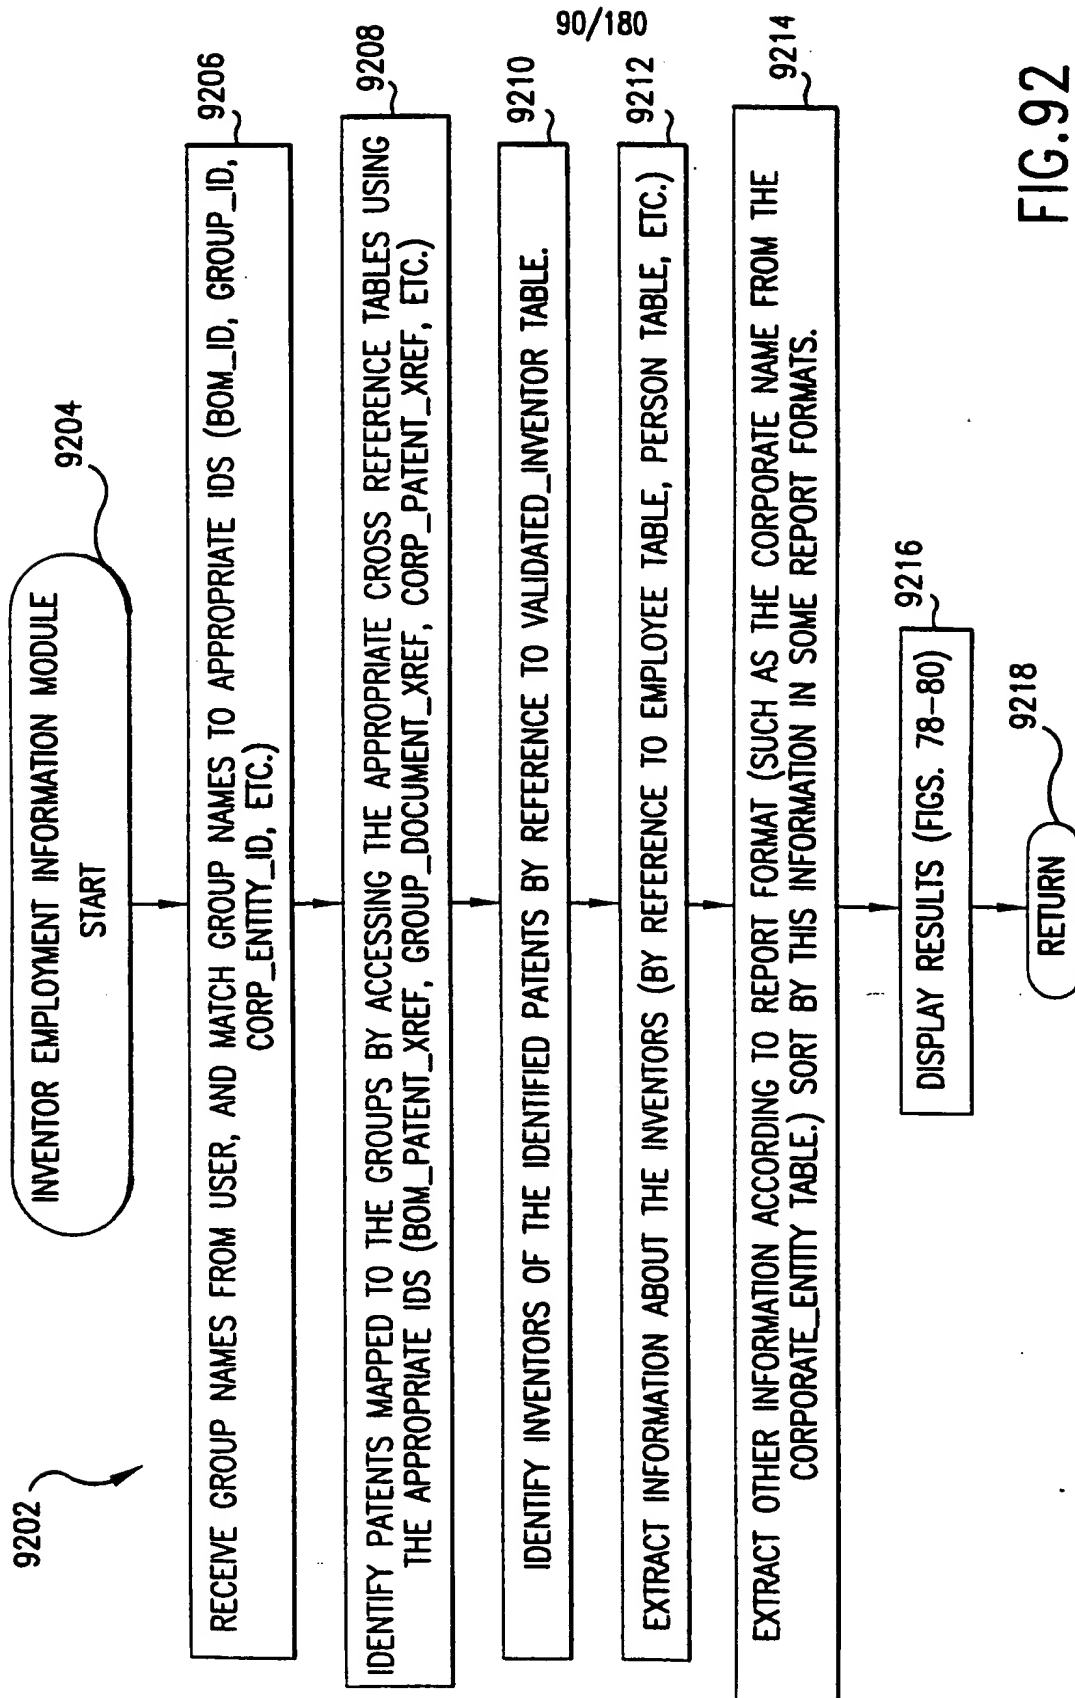 90/180
9202
INVENTOR EMPLOYMENT INFORMATION MODULE
START
9204
RECEIVE GROUP NAMES FROM USER, AND MATCH GROUP NAMES TO APPROPRIATE IDS (BOM_ID, GROUP_ID,
CORP_ENTITY_ID, ETC.)
9206
IDENTIFY PATENTS MAPPED TO THE GROUPS BY ACCESSING THE APPROPRIATE CROSS REFERENCE TABLES USING
THE APPROPRIATE IDS (BOM_PATENT_XREF, GROUP_DOCUMENT_XREF, CORP_PATENT_XREF, ETC.)
9208
IDENTIFY INVENTORS OF THE IDENTIFIED PATENTS BY REFERENCE TO VALIDATED_INVENTOR TABLE.
9210
EXTRACT INFORMATION ABOUT THE INVENTORS (BY REFERENCE TO EMPLOYEE TABLE, PERSON TABLE, ETC.)
9212
EXTRACT OTHER INFORMATION ACCORDING TO REPORT FORMAT (SUCH AS THE CORPORATE NAME FROM THE
CORPORATE_ENTITY TABLE.) SORT BY THIS INFORMATION IN SOME REPORT FORMATS.
9214
DISPLAY RESULTS (FIGS. 78-80)
9216
RETURN
9218
FIG.92